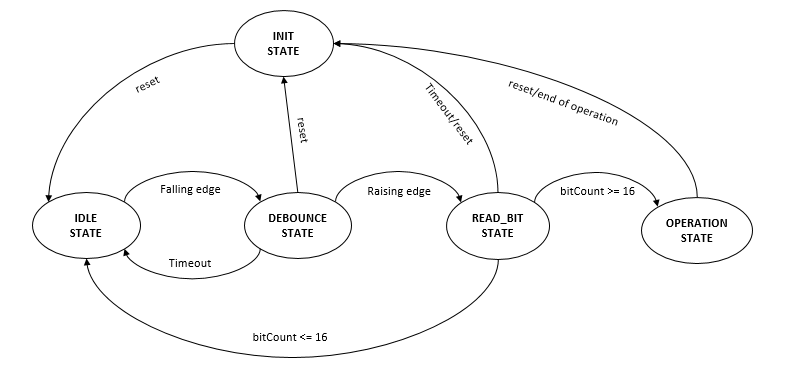 INIT
STATE
reset
Timeout/reset
reset/end of operation
reset
Falling edge
Raising edge
bitCount >= 16
IDLE
STATE
DEBOUNCE
STATE
READ_BIT
STATE
OPERATION
STATE
Timeout
bitCount <= 16